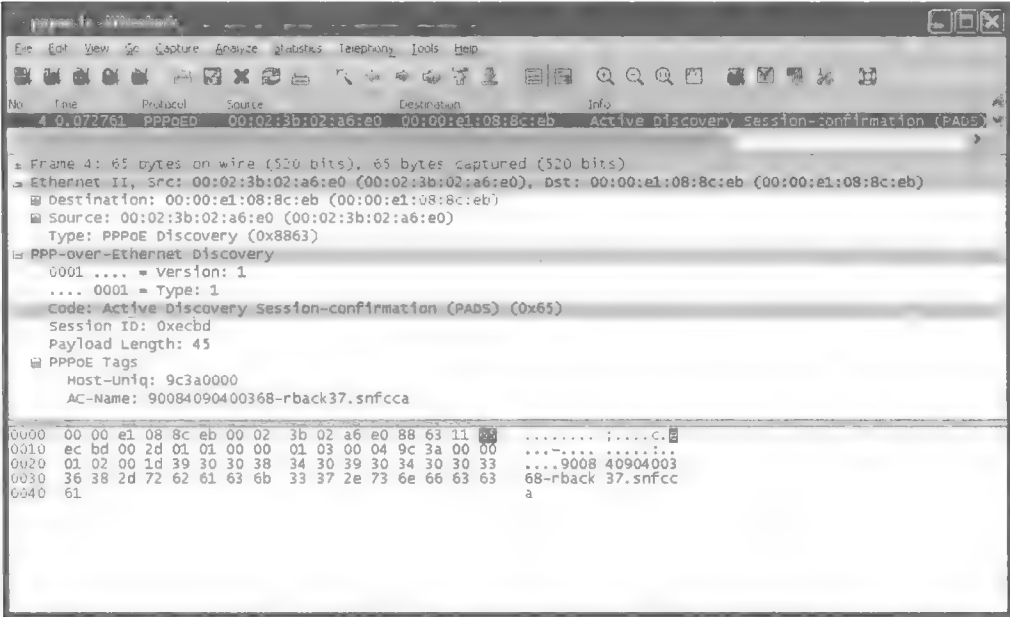 File Edit View Go Capture Analyze Statistics Telephony Tools Help
No Time Protocol Source Destination Info
4 0.072761 PPPOED 00:02:3b:02:a6:e0 00:00:e1:08:8c:eb Active Discovery Session-confirmation (PADS)
Frame 4: 65 bytes on wire (520 bits), 65 bytes captured (520 bits)
Ethernet II, Src: 00:02:3b:02:a6:e0 (00:02:3b:02:a6:e0), Dst: 00:00:e1:08:8c:eb (00:00:e1:08:8c:eb)
Destination: 00:00:e1:08:8c:eb (00:00:e1:08:8c:eb)
Source: 00:02:3b:02:a6:e0 (00:02:3b:02:a6:e0)
Type: PPPoE Discovery (0x8863)
PPP-over-Ethernet Discovery
0001 .... = Version: 1
.... 0001 = Type: 1
Code: Active Discovery Session-confirmation (PADS) (0x65)
Session ID: 0xecbd
Payload Length: 45
PPPoE Tags
Host-Uniq: 9c3a0000
AC-Name: 90084090400368-rback37.snfcca
0000 00 00 e1 08 8c eb 00 02 3b 02 a6 e0 88 63 11 65 ........ ;....c.e
0010 ec bd 00 2d 01 01 00 00 01 03 00 04 9c 3a 00 00 ...-.... .....:..
0020 01 02 00 1d 39 30 30 38 34 30 39 30 34 30 30 33 ....9008 40904003
0030 36 38 2d 72 62 61 63 6b 33 37 2e 73 6e 66 63 63 68-rback 37.snfcc
0040 61 a